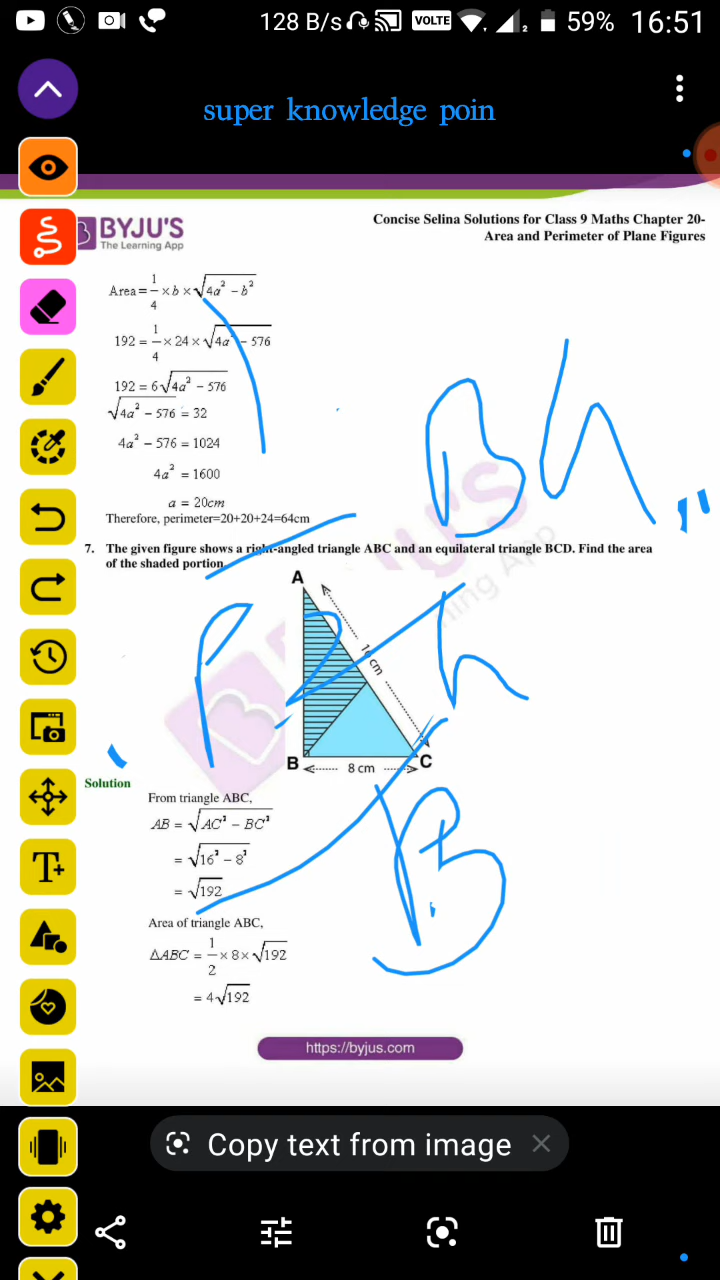 128 B/s VOLTE 2 59% 16:51
super knowledge poin
BYJU'S
The Learning App
Concise Selina Solutions for Class 9 Maths Chapter 20-
Area and Perimeter of Plane Figures
Area = 1/4 × b × √(4a² − b²)
192 = 1/4 × 24 × √(4a² − 576)
192 = 6√(4a² − 576)
√(4a² − 576) = 32
4a² − 576 = 1024
4a² = 1600
a = 20cm
Therefore, perimeter=20+20+24=64cm
7. The given figure shows a right-angled triangle ABC and an equilateral triangle BCD. Find the area
of the shaded portion.
A
16 cm
B
8 cm
C
Solution
From triangle ABC,
AB = √(AC² − BC²)
= √(16² − 8²)
= √192
Area of triangle ABC,
ΔABC = 1/2 × 8 × √192
= 4√192
T+
https://byjus.com
Copy text from image